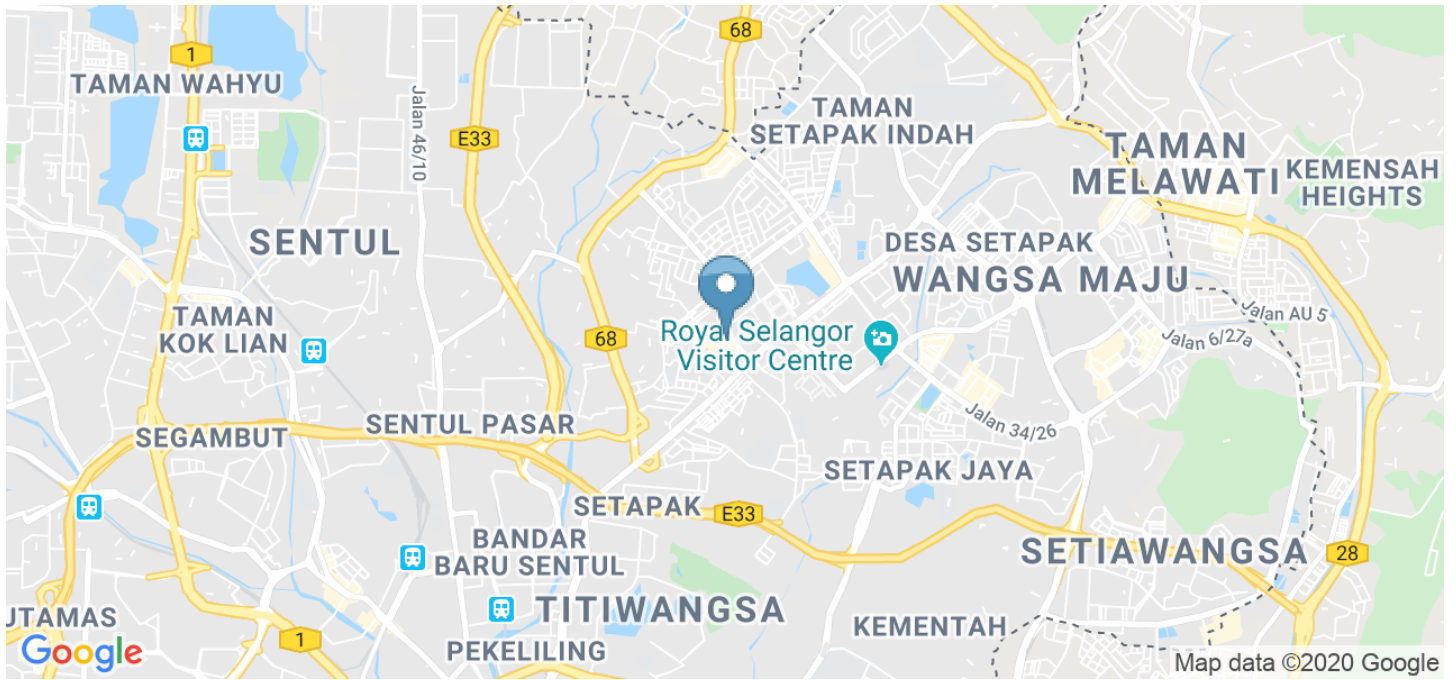 68
1
TAMAN WAHYU
Jalan 46/10
E33
TAMAN
SETAPAK INDAH
TAMAN
MELAWATI
KEMENSAH
HEIGHTS
SENTUL
DESA SETAPAK
WANGSA MAJU
TAMAN
KOK LIAN
68
Royal Selangor
Visitor Centre
Jalan AU 5
Jalan 6/27a
SEGAMBUT
SENTUL PASAR
Jalan 34/26
SETAPAK JAYA
SETAPAK
E33
BANDAR
BARU SENTUL
SETIAWANGSA
28
UTAMAS
TITIWANGSA
KEMENTAH
1
PEKELILING
Google
Map data ©2020 Google